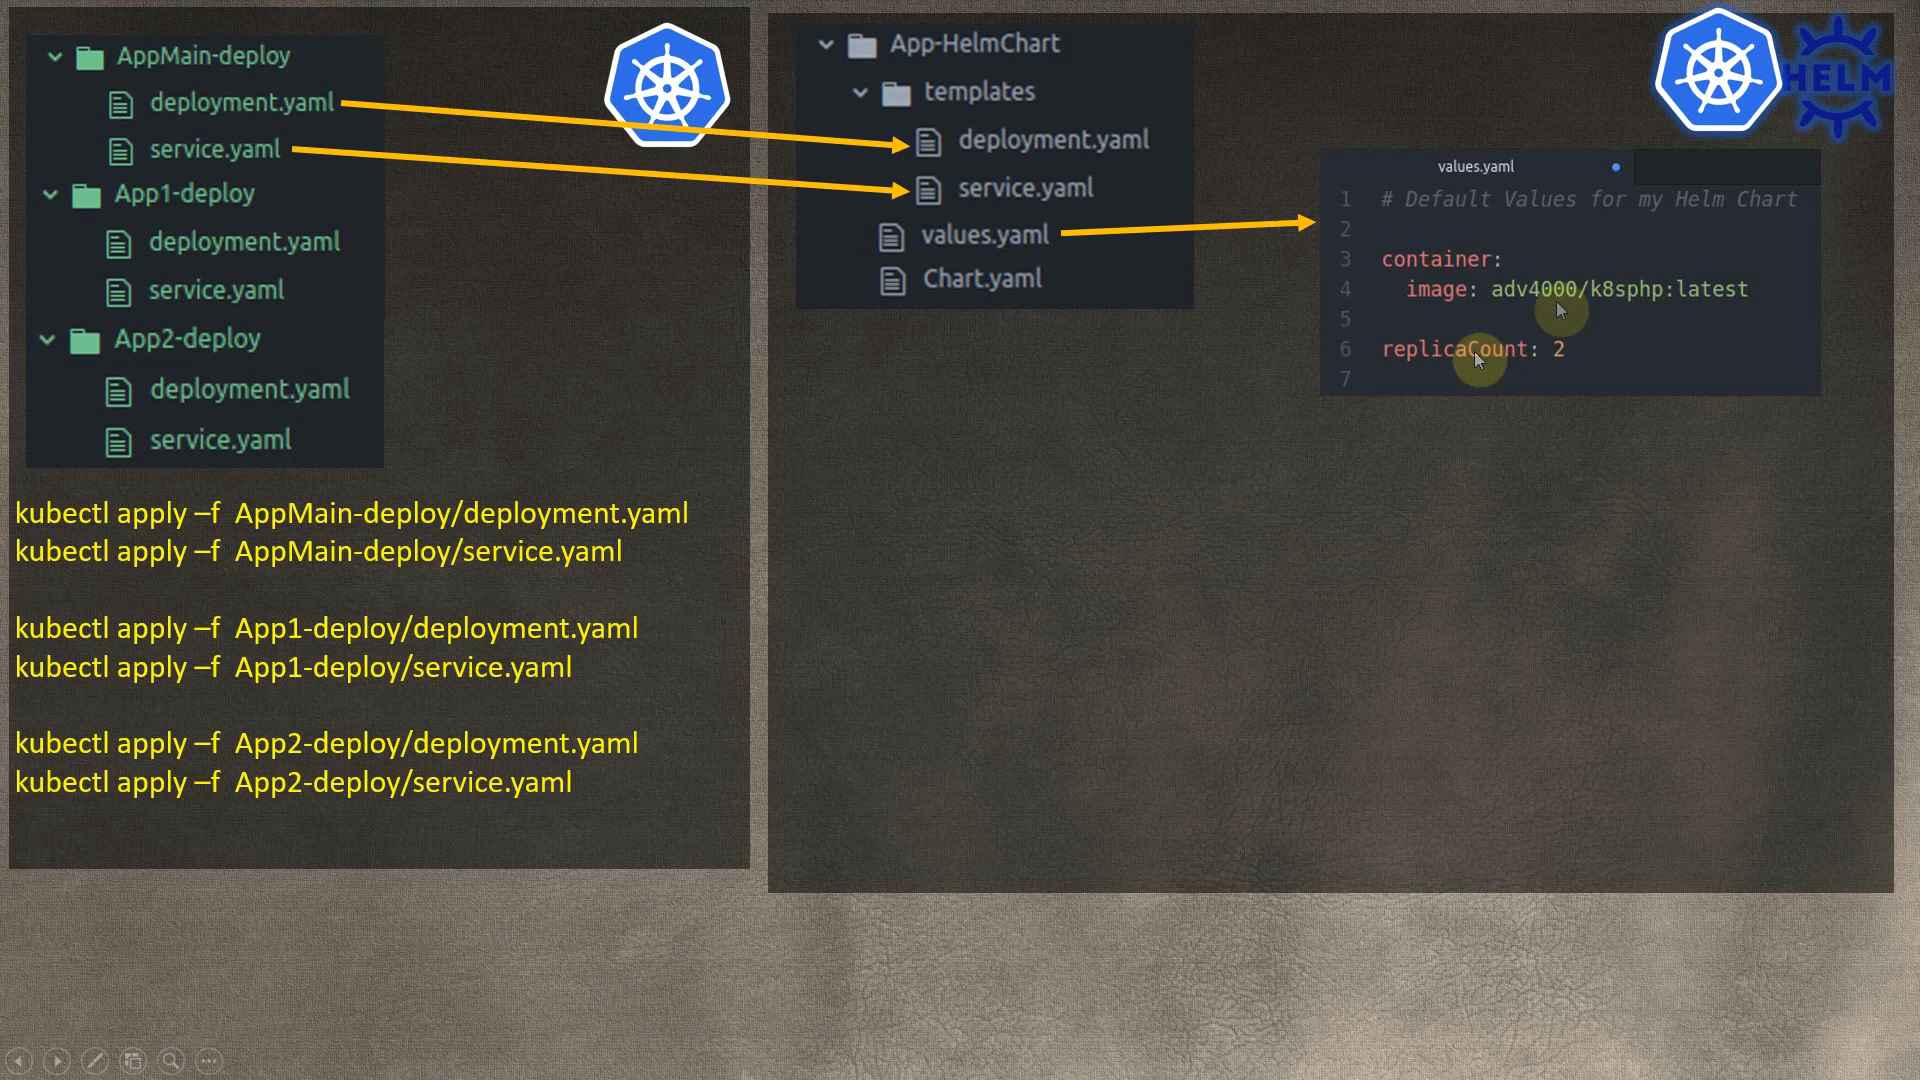 AppMain-deploy
deployment.yaml
service.yaml
App1-deploy
deployment.yaml
service.yaml
App2-deploy
deployment.yaml
service.yaml
kubectl apply –f  AppMain-deploy/deployment.yaml
kubectl apply –f  AppMain-deploy/service.yaml
kubectl apply –f  App1-deploy/deployment.yaml
kubectl apply –f  App1-deploy/service.yaml
kubectl apply –f  App2-deploy/deployment.yaml
kubectl apply –f  App2-deploy/service.yaml
App-HelmChart
templates
deployment.yaml
service.yaml
values.yaml
Chart.yaml
HELM
values.yaml
1 # Default Values for my Helm Chart
2
3 container:
4   image: adv4000/k8sphp:latest
5
6 replicaCount: 2
7